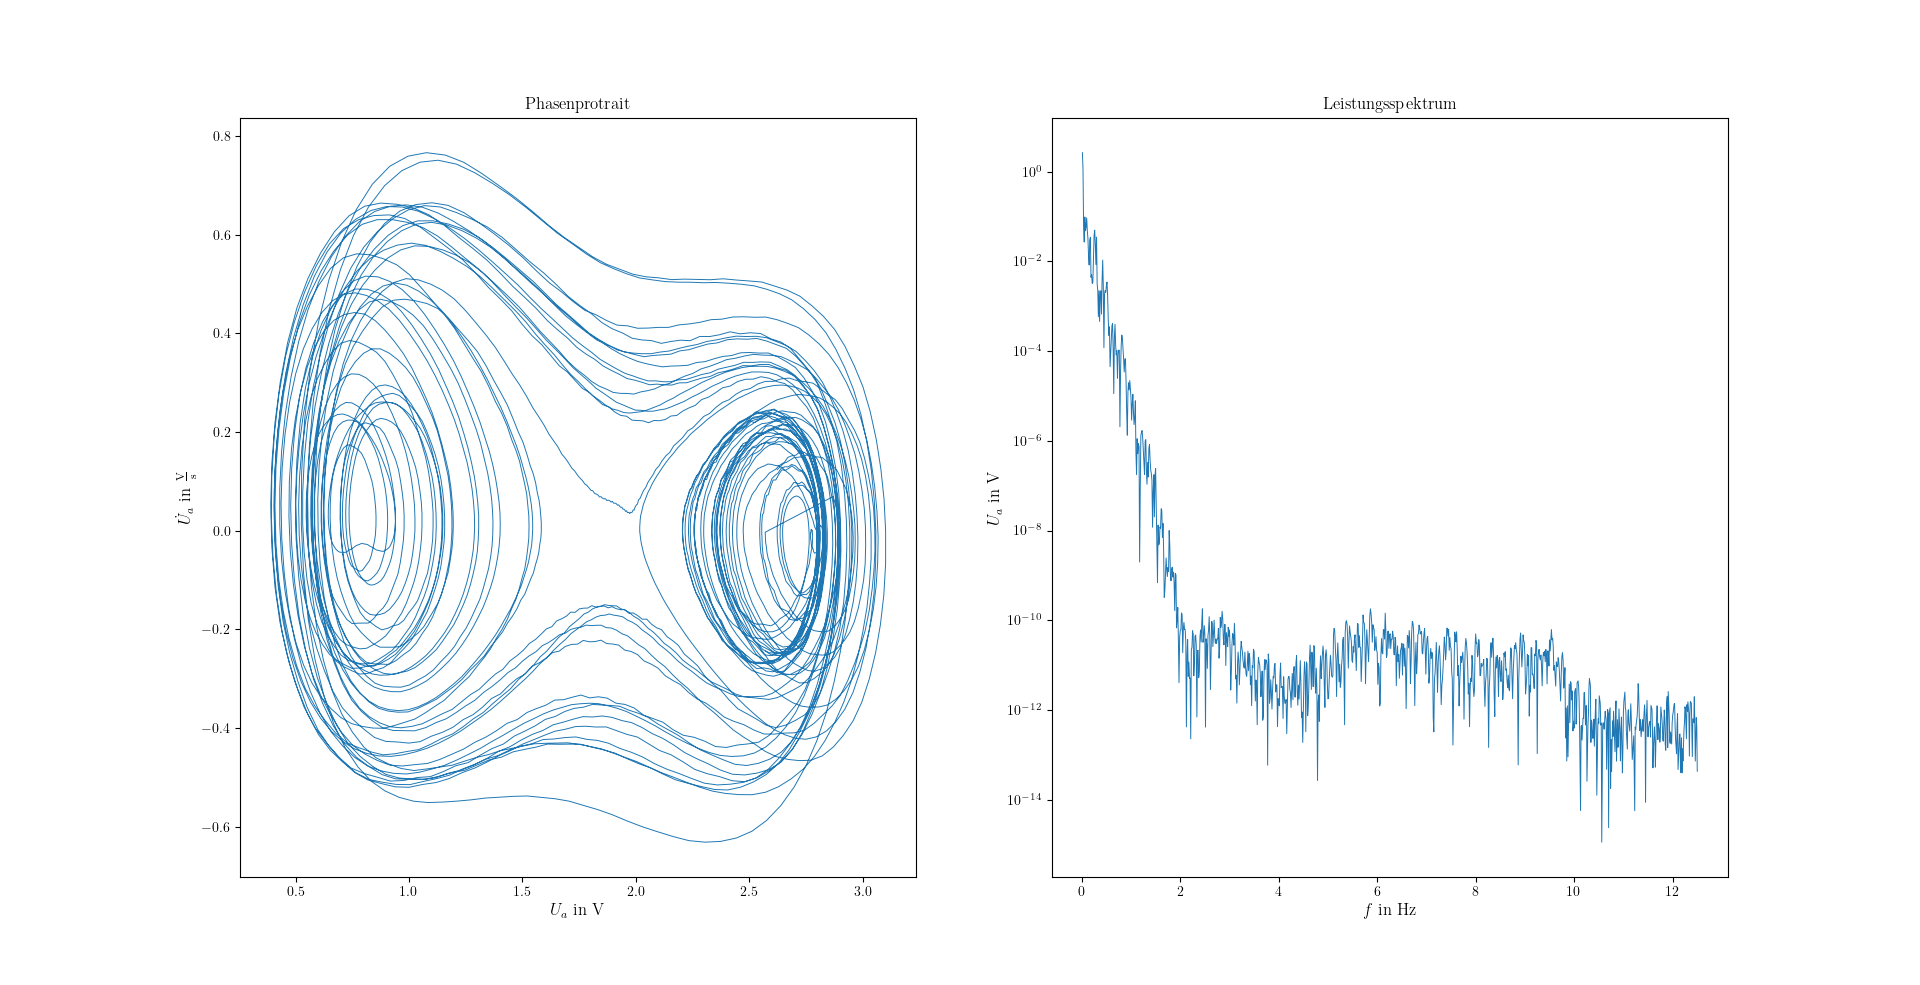 Phasenprotrait
0.8
0.6
0.4
0.2
0.0
−0.2
−0.4
−0.6
U̇ₐ in V/s
0.5 1.0 1.5 2.0 2.5 3.0
Uₐ in V
Leistungsspektrum
10⁰
10⁻²
10⁻⁴
10⁻⁶
10⁻⁸
10⁻¹⁰
10⁻¹²
10⁻¹⁴
Uₐ in V
0 2 4 6 8 10 12
f in Hz